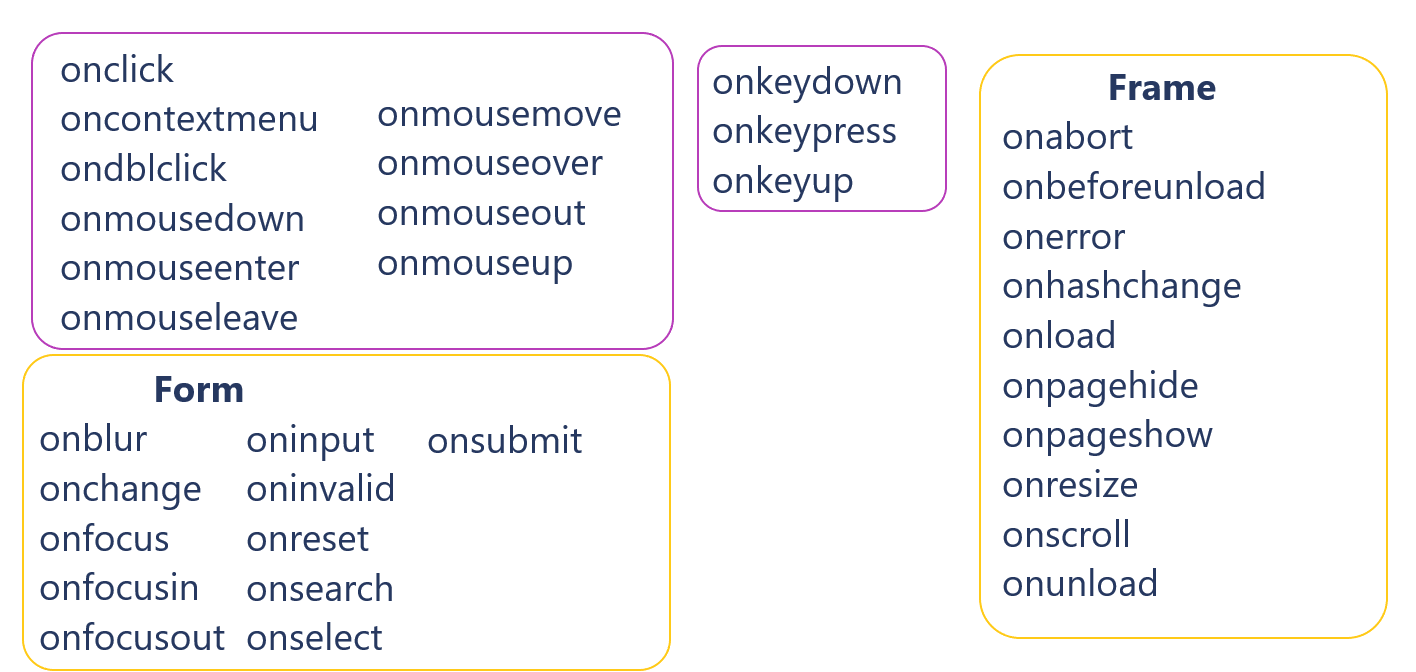 onclick
oncontextmenu
ondblclick
onmousedown
onmouseenter
onmouseleave
onmousemove
onmouseover
onmouseout
onmouseup
onkeydown
onkeypress
onkeyup
Frame
onabort
onbeforeunload
onerror
onhashchange
onload
onpagehide
onpageshow
onresize
onscroll
onunload
Form
onblur
onchange
onfocus
onfocusin
onfocusout
oninput
oninvalid
onreset
onsearch
onselect
onsubmit